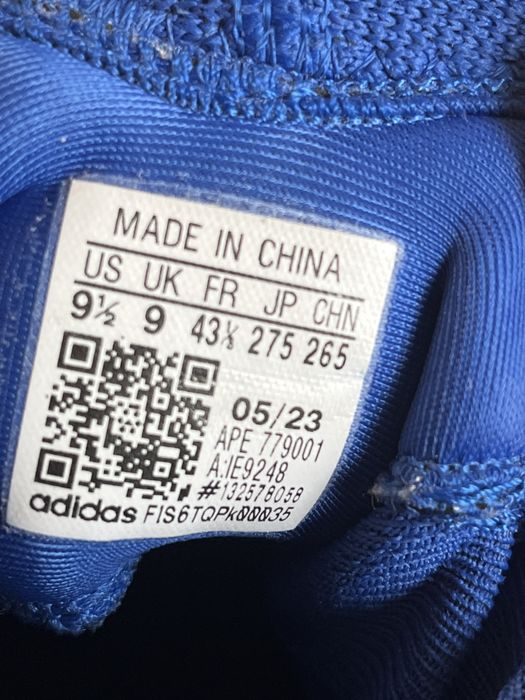 MADE IN CHINA
US UK FR JP CHN
9½ 9 43⅓ 275 265
05/23
APE 779001
A:IE9248
#132578058
adidas FIS6TQPk00035